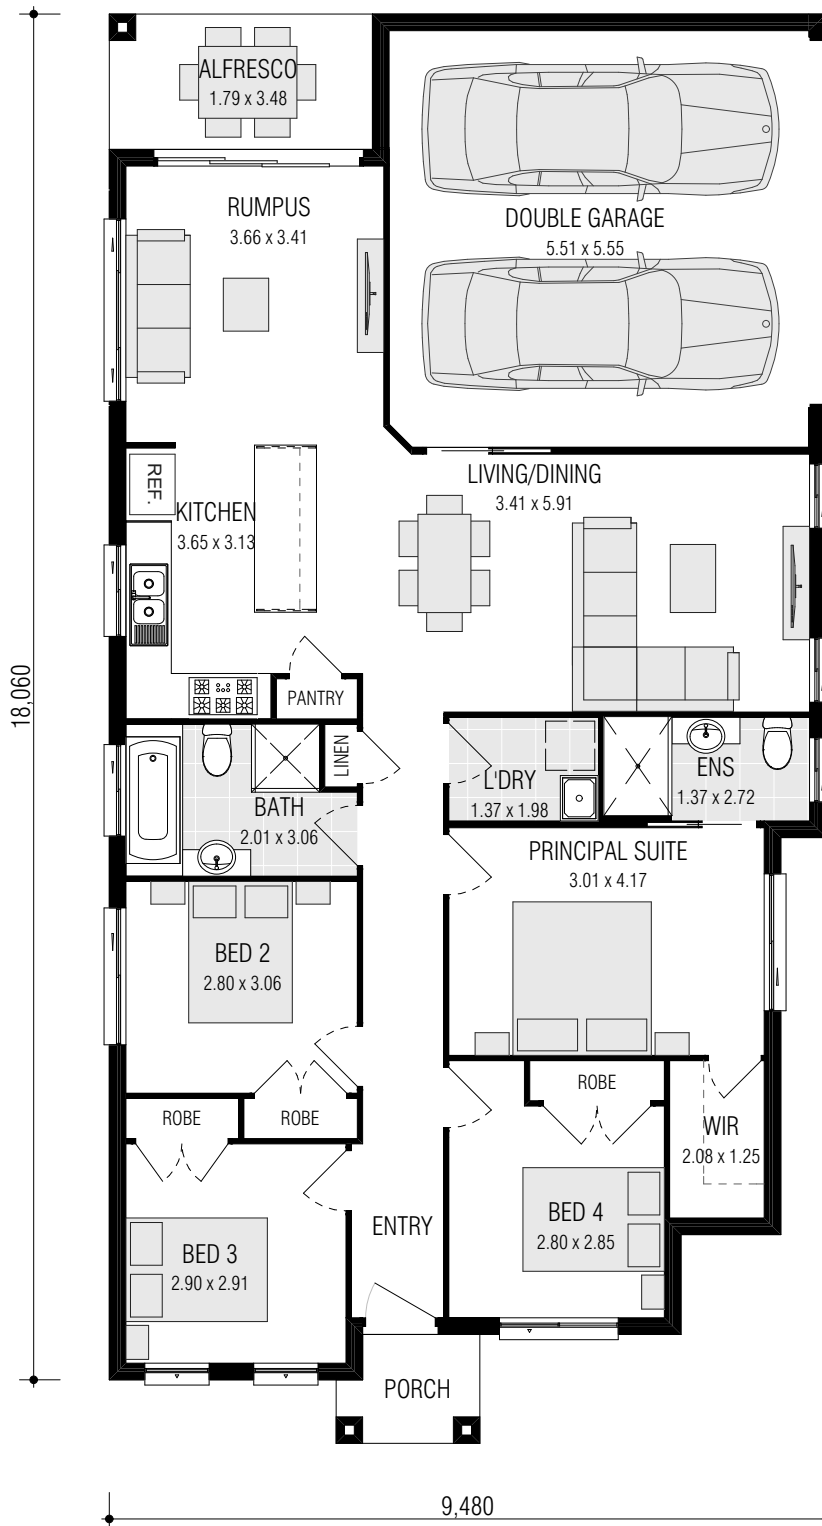 ALFRESCO
1.79 x 3.48
RUMPUS
3.66 x 3.41
DOUBLE GARAGE
5.51 x 5.55
REF.
KITCHEN
3.65 x 3.13
LIVING/DINING
3.41 x 5.91
18,060
PANTRY
LINEN
BATH
2.01 x 3.06
L'DRY
1.37 x 1.98
ENS
1.37 x 2.72
PRINCIPAL SUITE
3.01 x 4.17
BED 2
2.80 x 3.06
ROBE
ROBE
ROBE
WIR
2.08 x 1.25
ENTRY
BED 4
2.80 x 2.85
BED 3
2.90 x 2.91
PORCH
9,480